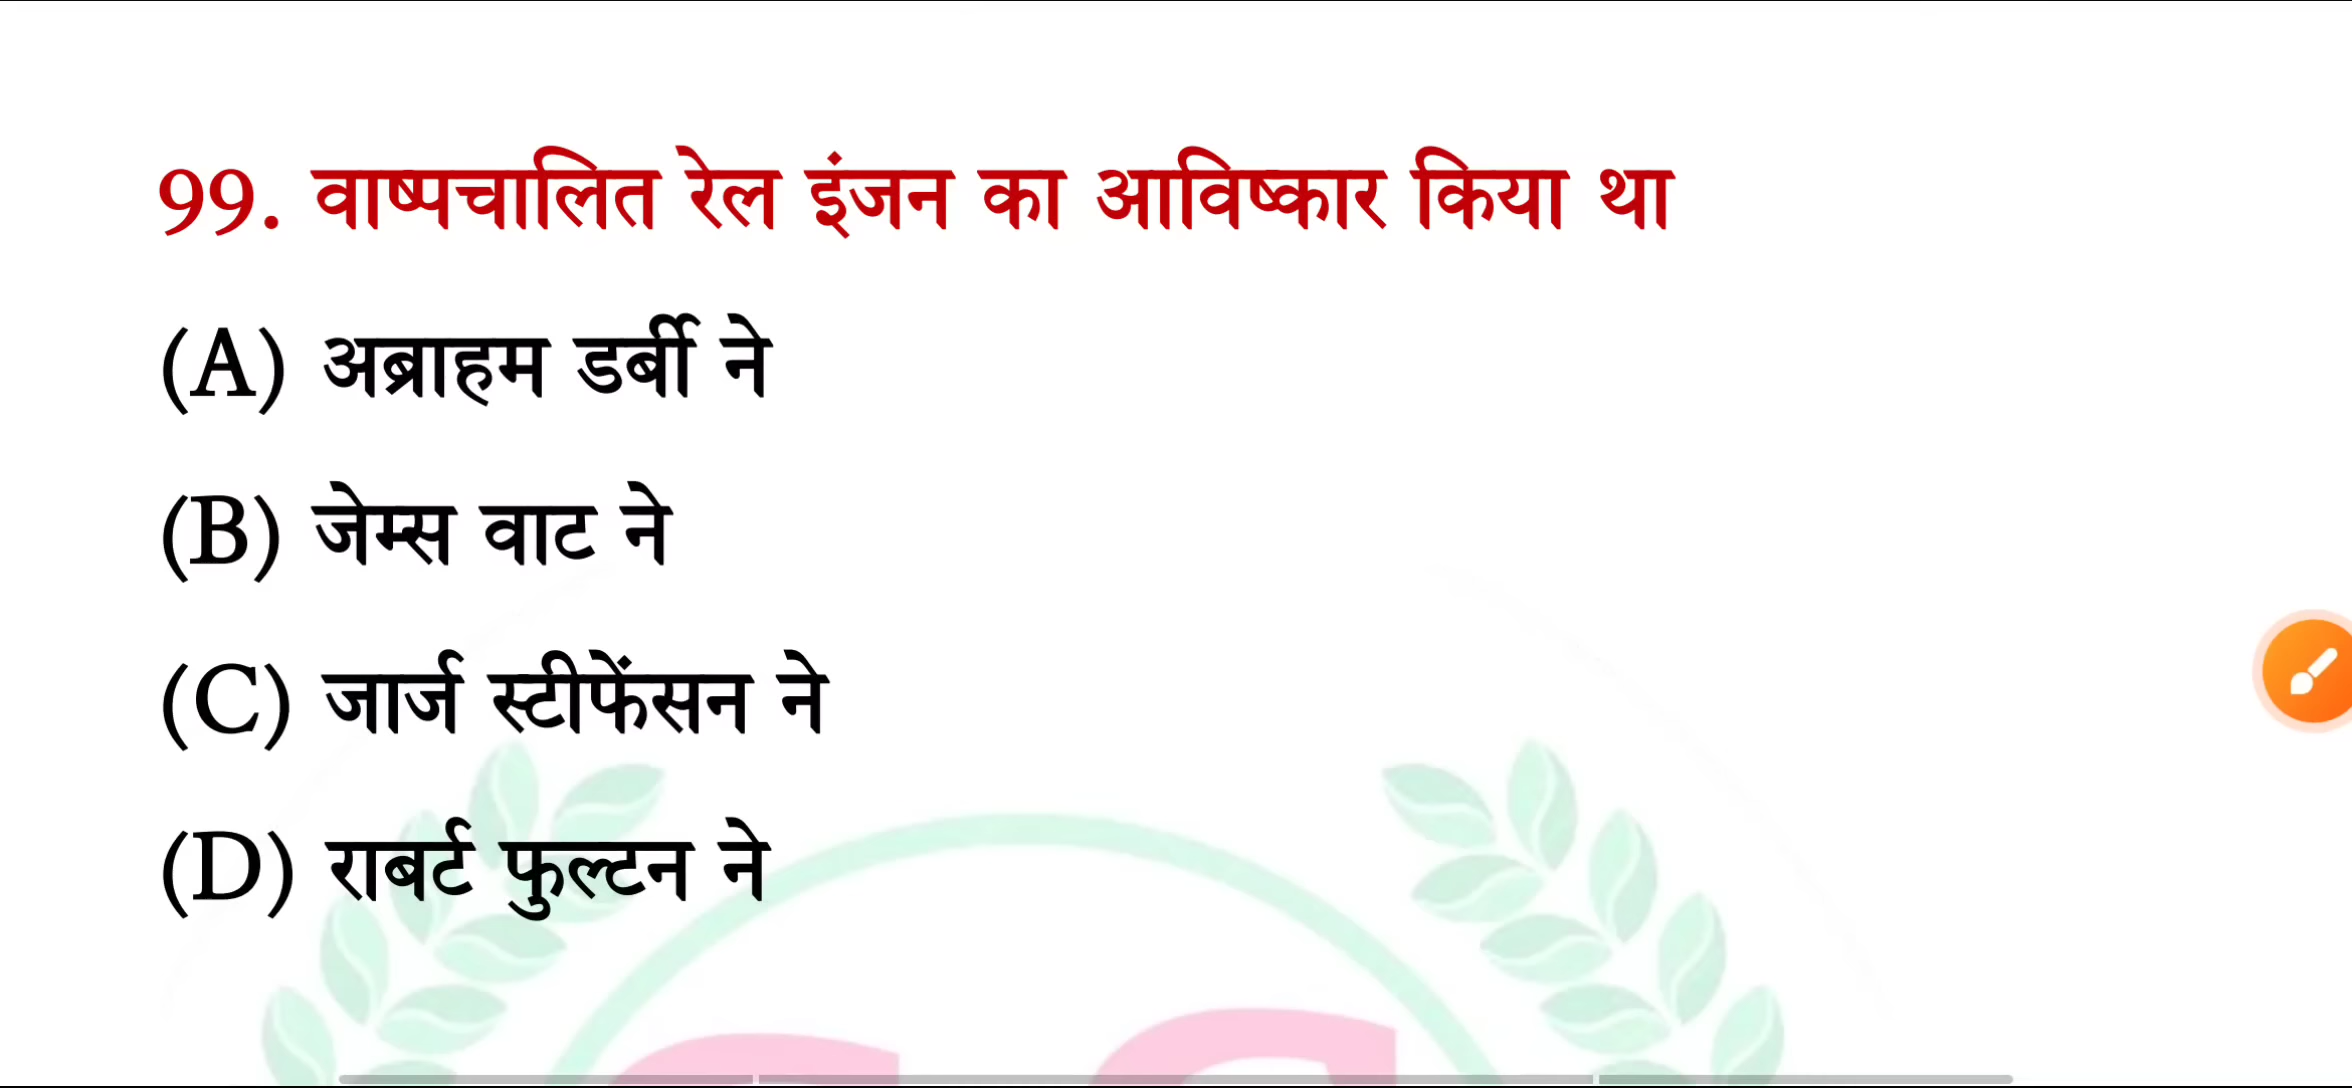 99. वाष्पचालित रेल इंजन का आविष्कार किया था
(A) अब्राहम डर्बी ने
(B) जेम्स वाट ने
(C) जार्ज स्टीफेंसन ने
(D) राबर्ट फुल्टन ने